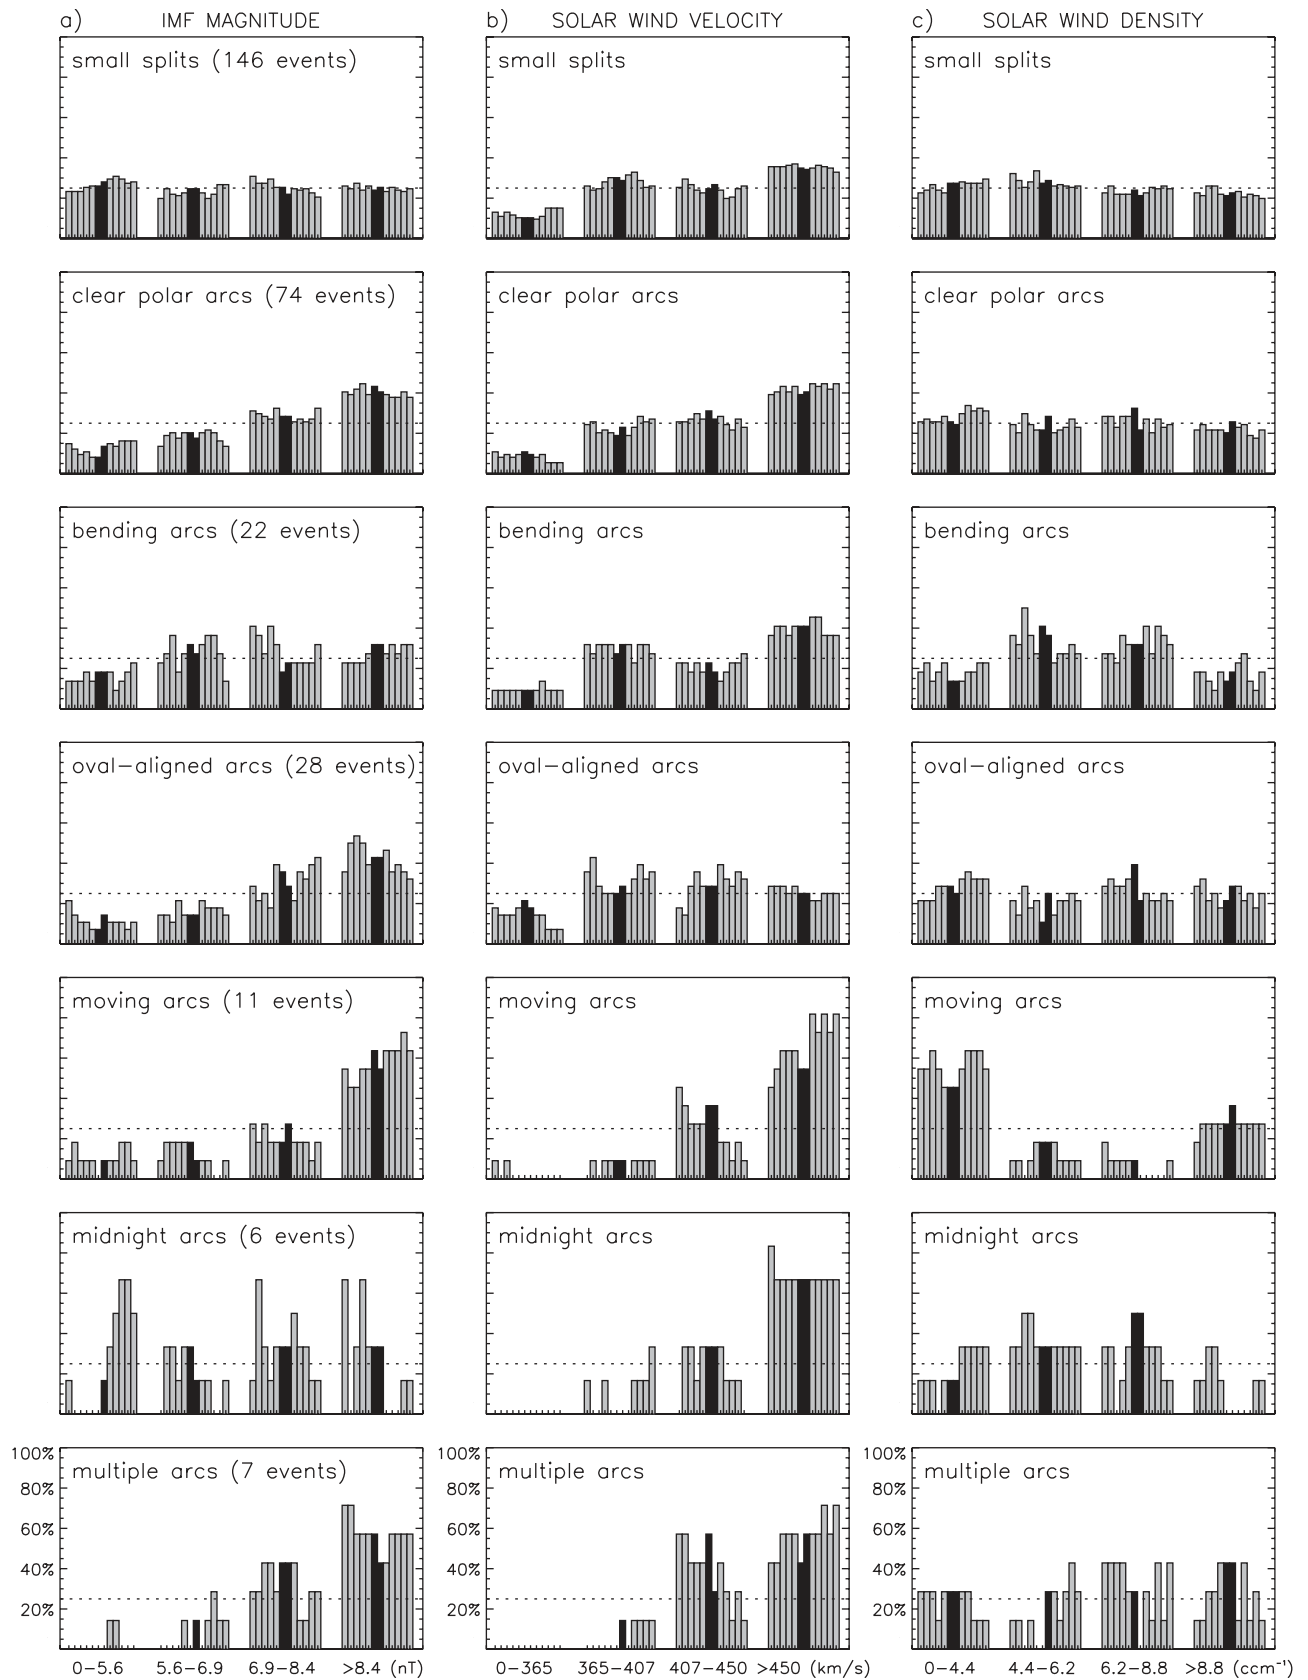 a) IMF MAGNITUDE b) SOLAR WIND VELOCITY c) SOLAR WIND DENSITY
small splits (146 events) small splits small splits
clear polar arcs (74 events) clear polar arcs clear polar arcs
bending arcs (22 events) bending arcs bending arcs
oval-aligned arcs (28 events) oval-aligned arcs oval-aligned arcs
moving arcs (11 events) moving arcs moving arcs
midnight arcs (6 events) midnight arcs midnight arcs
100% 100% 100%
multiple arcs (7 events) multiple arcs multiple arcs
80% 80% 80%
60% 60% 60%
40% 40% 40%
20% 20% 20%
0-5.6 5.6-6.9 6.9-8.4 >8.4 (nT) 0-365 365-407 407-450 >450 (km/s) 0-4.4 4.4-6.2 6.2-8.8 >8.8 (ccm⁻¹)